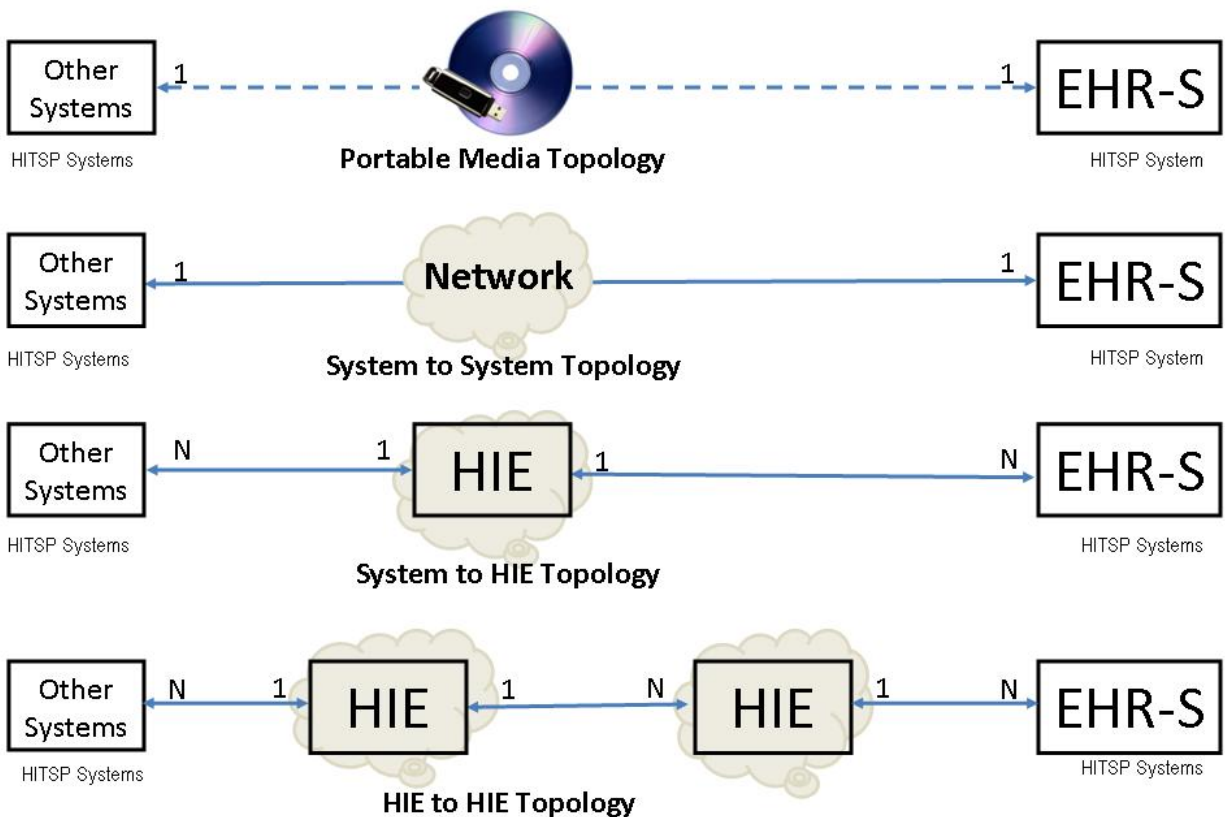 Other
Systems
1
1
EHR-S
HITSP Systems
Portable Media Topology
HITSP System
Other
Systems
1
Network
1
EHR-S
HITSP Systems
System to System Topology
HITSP System
Other
Systems
N
1
HIE
1
N
EHR-S
HITSP Systems
System to HIE Topology
HITSP Systems
Other
Systems
N
1
HIE
1
N
HIE
1
N
EHR-S
HITSP Systems
HIE to HIE Topology
HITSP Systems